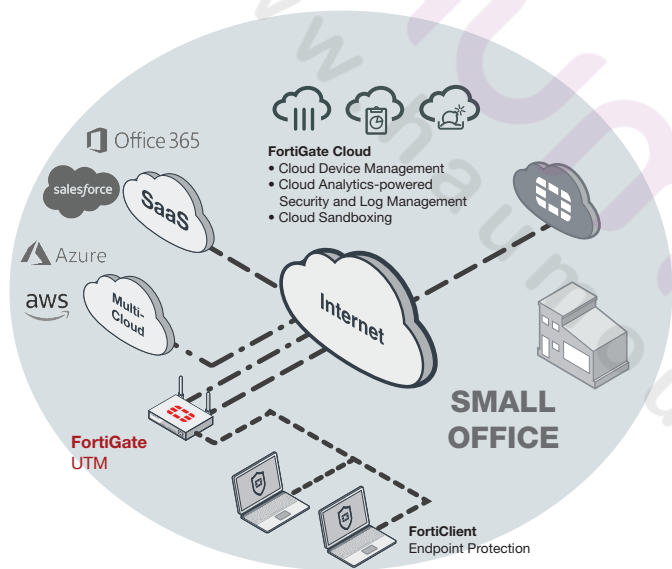 Office 365
salesforce
SaaS
Azure
aws
Multi-
Cloud
FortiGate Cloud
• Cloud Device Management
• Cloud Analytics-powered
Security and Log Management
• Cloud Sandboxing
Internet
SMALL
OFFICE
FortiGate
UTM
FortiClient
Endpoint Protection